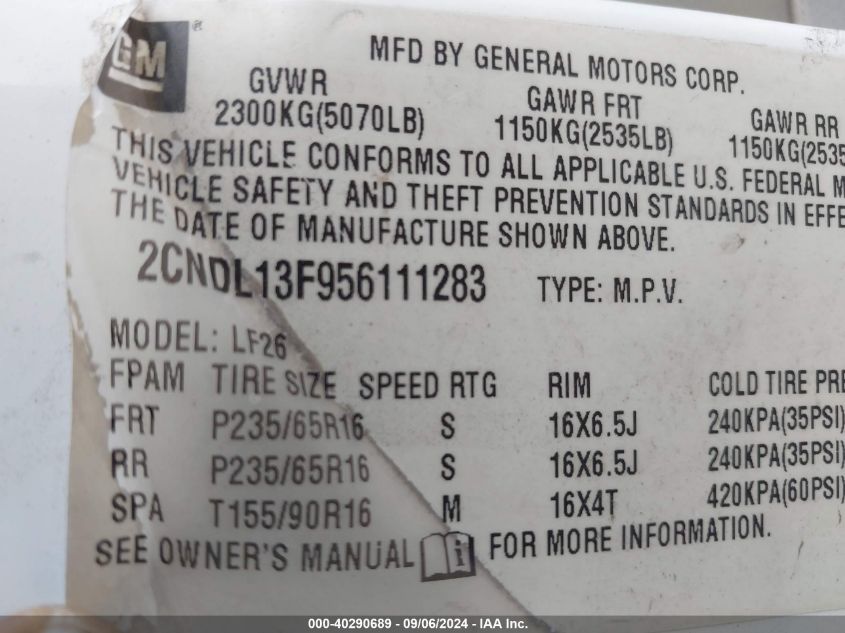 GM ®
MFD BY GENERAL MOTORS CORP.
GVWR GAWR FRT GAWR RR
2300KG(5070LB) 1150KG(2535LB) 1150KG(2535
THIS VEHICLE CONFORMS TO ALL APPLICABLE U.S. FEDERAL M
VEHICLE SAFETY AND THEFT PREVENTION STANDARDS IN EFFE
THE DATE OF MANUFACTURE SHOWN ABOVE.
2CNDL13F956111283 TYPE: M.P.V.
MODEL: LF26
FPAM TIRE SIZE SPEED RTG RIM COLD TIRE PRE
FRT P235/65R16 S 16X6.5J 240KPA(35PSI)
RR P235/65R16 S 16X6.5J 240KPA(35PSI)
SPA T155/90R16 M 16X4T 420KPA(60PSI)
SEE OWNER'S MANUAL i FOR MORE INFORMATION.
000-40290689 - 09/06/2024 - IAA Inc.